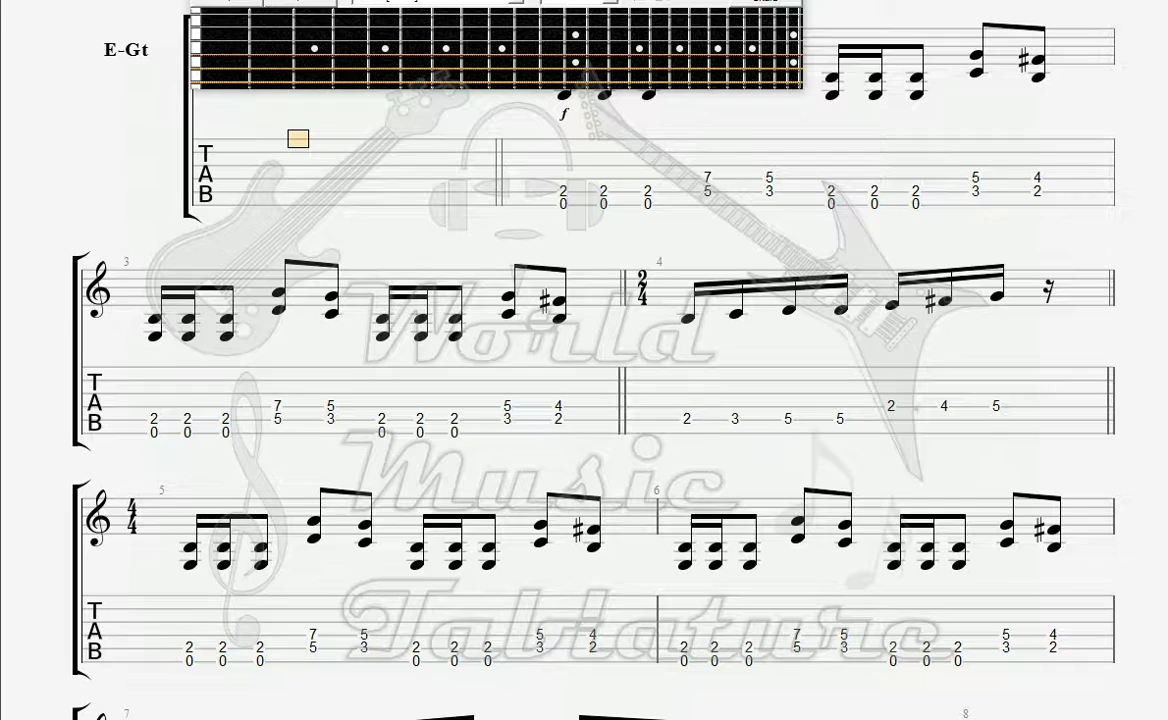 E-Gt
f
T 7 5 5 4
A 2 2 2 5 3 2 2 2 3 2
B 0 0 0 0 0 0
3 2 4 4
World
T 7 5 5 4 2 4 5
A 2 2 2 5 3 2 2 2 3 2 2 3 5 5
B 0 0 0 0 0 0
Music
5 4 4 6
Tablature
T 7 5 5 4 7 5 5 4
A 2 2 2 5 3 2 2 2 3 2 2 2 2 5 3 2 2 2 3 2
B 0 0 0 0 0 0 0 0 0 0 0 0
7 8